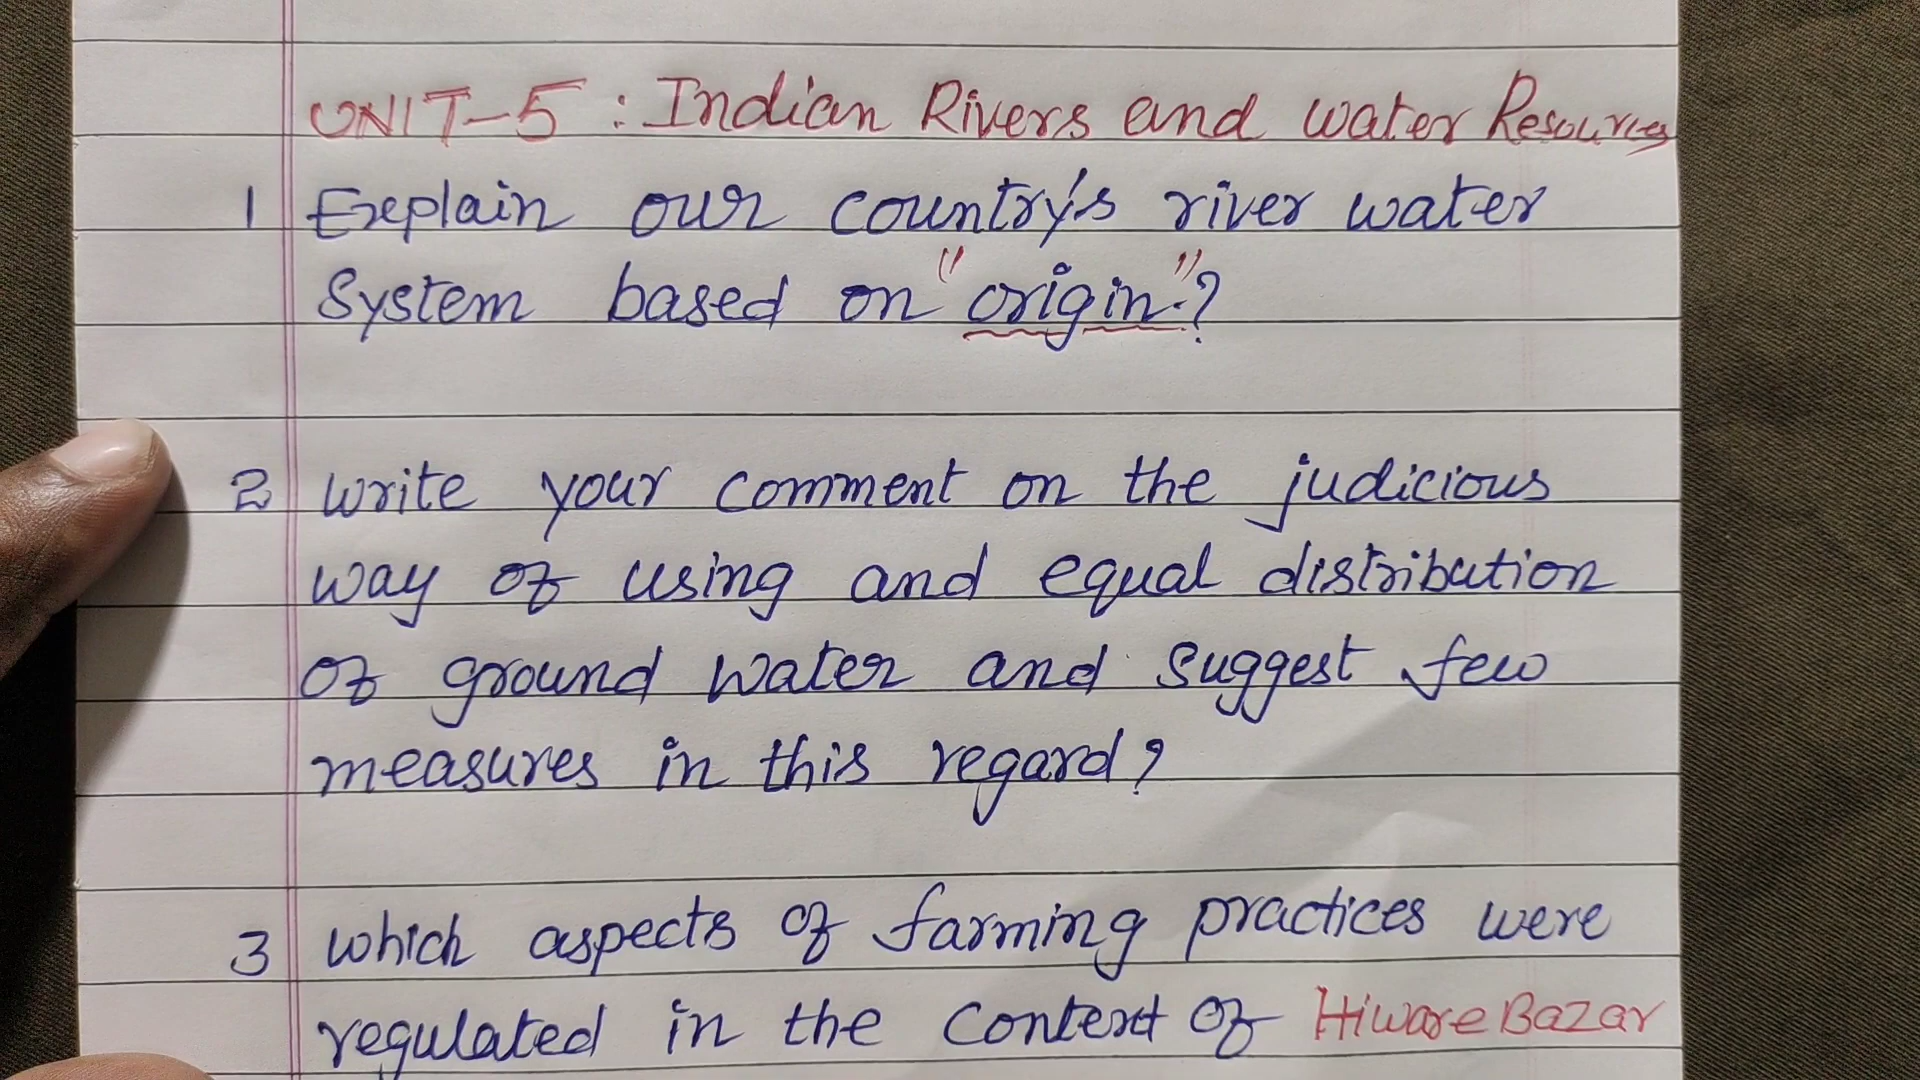 UNIT-5 : Indian Rivers and water Resources
1 Explain our country's river water
System based on "origin"?
2 Write your comment on the judicious
way of using and equal distribution
of ground water and suggest few
measures in this regard?
3 which aspects of farming practices were
regulated in the context of Hiware Bazar